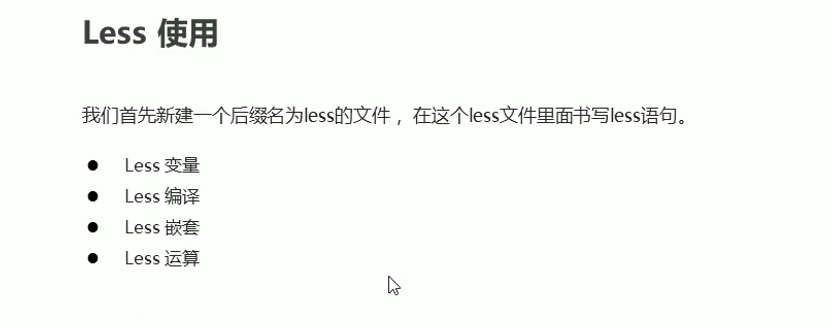 Less 使用
我们首先新建一个后缀名为less的文件，在这个less文件里面书写less语句。
● Less 变量
● Less 编译
● Less 嵌套
● Less 运算